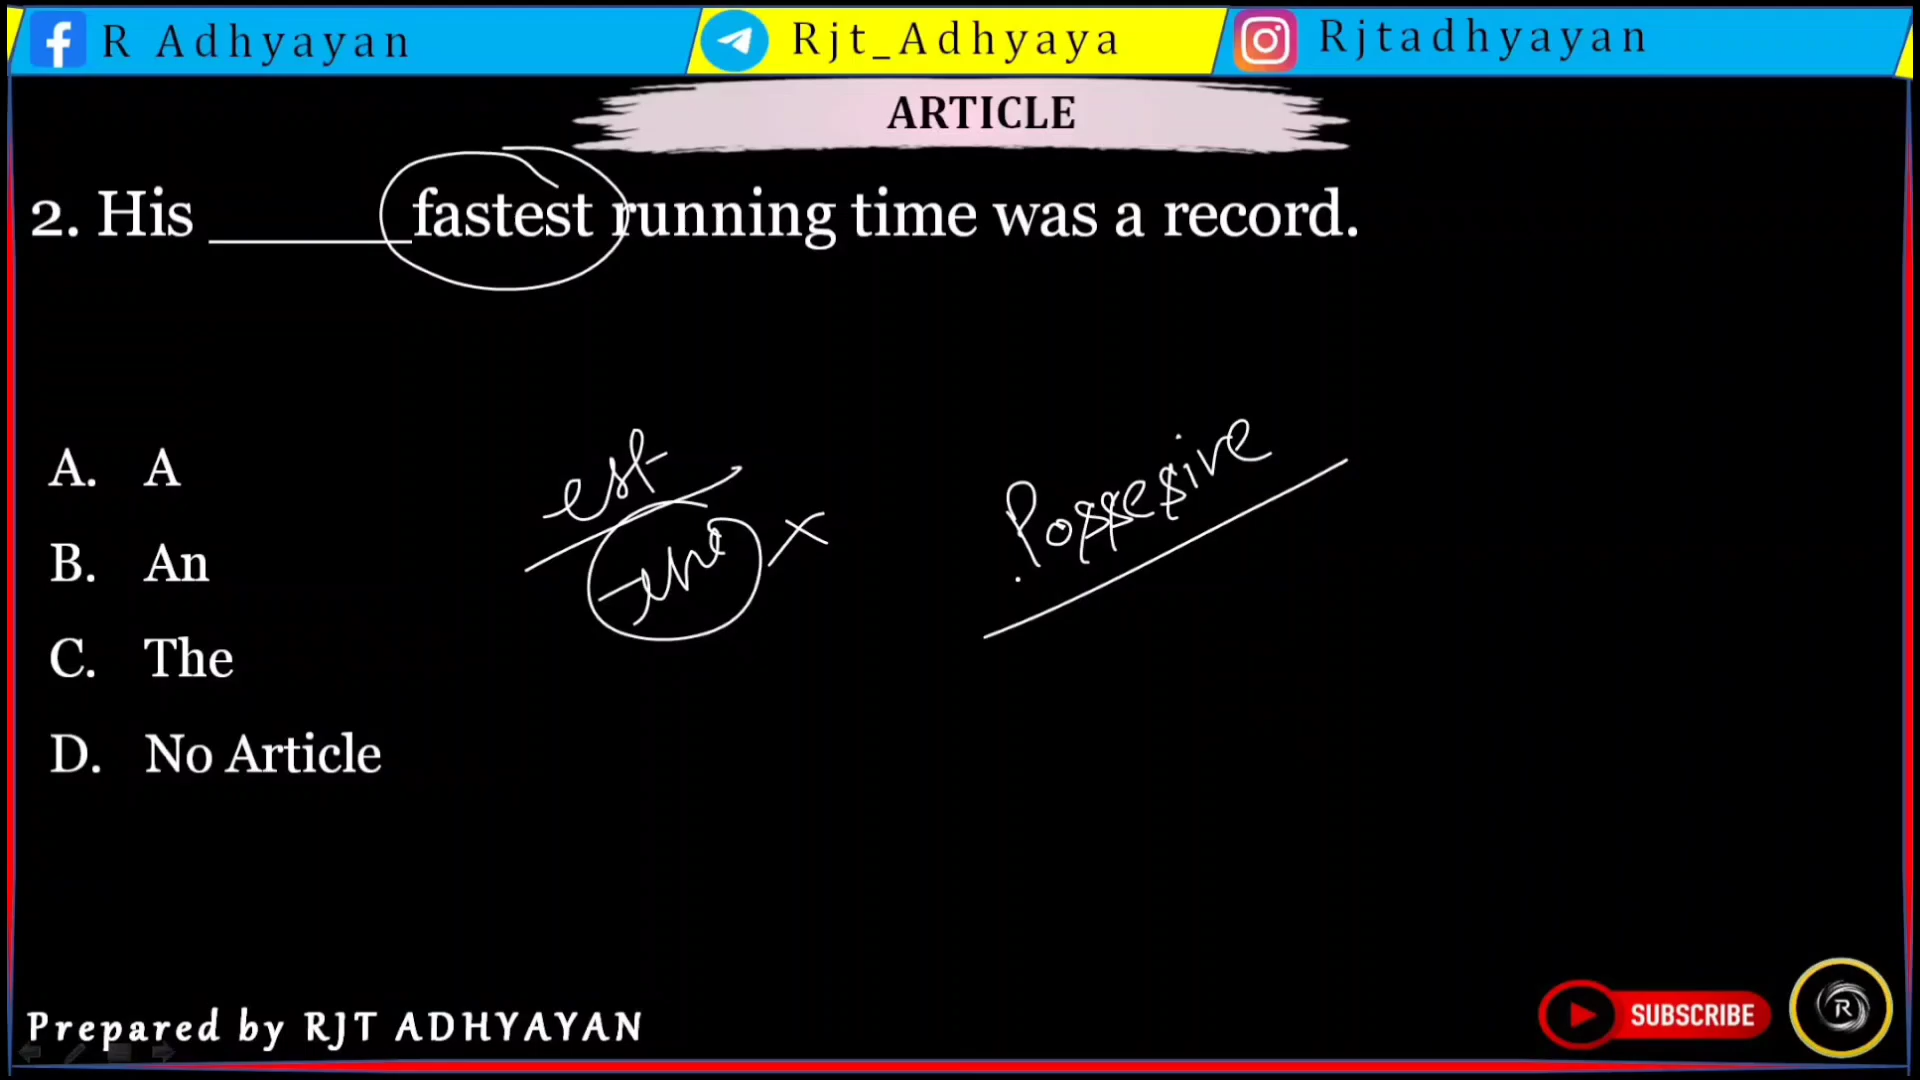 R Adhyayan
Rjt_Adhyaya
Rjtadhyayan
ARTICLE
2. His ______ fastest running time was a record.
A. A
B. An
C. The
D. No Article
est
the
Possesive
Prepared by RJT ADHYAYAN
SUBSCRIBE
R